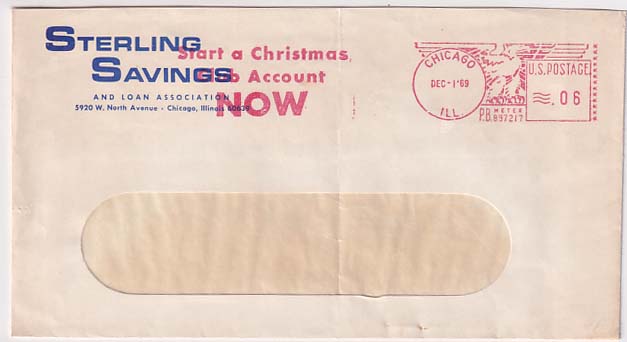 STERLING
SAVINGS
AND LOAN ASSOCIATION
5920 W. North Avenue - Chicago, Illinois 60639
Start a Christmas
Club Account
NOW
CHICAGO
DEC-1'69
ILL.
U.S. POSTAGE
.06
P.B. METER
897217